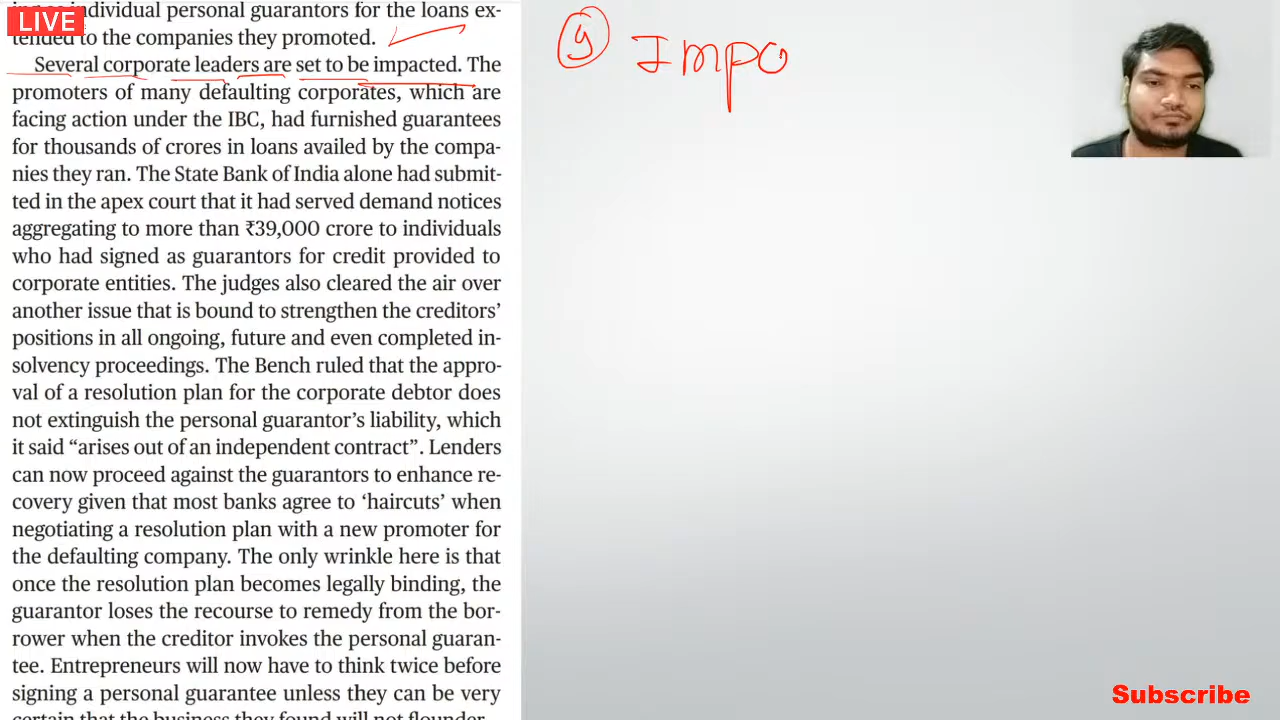 LIVE
ing as individual personal guarantors for the loans ex-
tended to the companies they promoted.
Several corporate leaders are set to be impacted. The
promoters of many defaulting corporates, which are
facing action under the IBC, had furnished guarantees
for thousands of crores in loans availed by the compa-
nies they ran. The State Bank of India alone had submit-
ted in the apex court that it had served demand notices
aggregating to more than ₹39,000 crore to individuals
who had signed as guarantors for credit provided to
corporate entities. The judges also cleared the air over
another issue that is bound to strengthen the creditors’
positions in all ongoing, future and even completed in-
solvency proceedings. The Bench ruled that the appro-
val of a resolution plan for the corporate debtor does
not extinguish the personal guarantor’s liability, which
it said “arises out of an independent contract”. Lenders
can now proceed against the guarantors to enhance re-
covery given that most banks agree to ‘haircuts’ when
negotiating a resolution plan with a new promoter for
the defaulting company. The only wrinkle here is that
once the resolution plan becomes legally binding, the
guarantor loses the recourse to remedy from the bor-
rower when the creditor invokes the personal guaran-
tee. Entrepreneurs will now have to think twice before
signing a personal guarantee unless they can be very
certain that the business they found will not flounder.
Impo
Subscribe